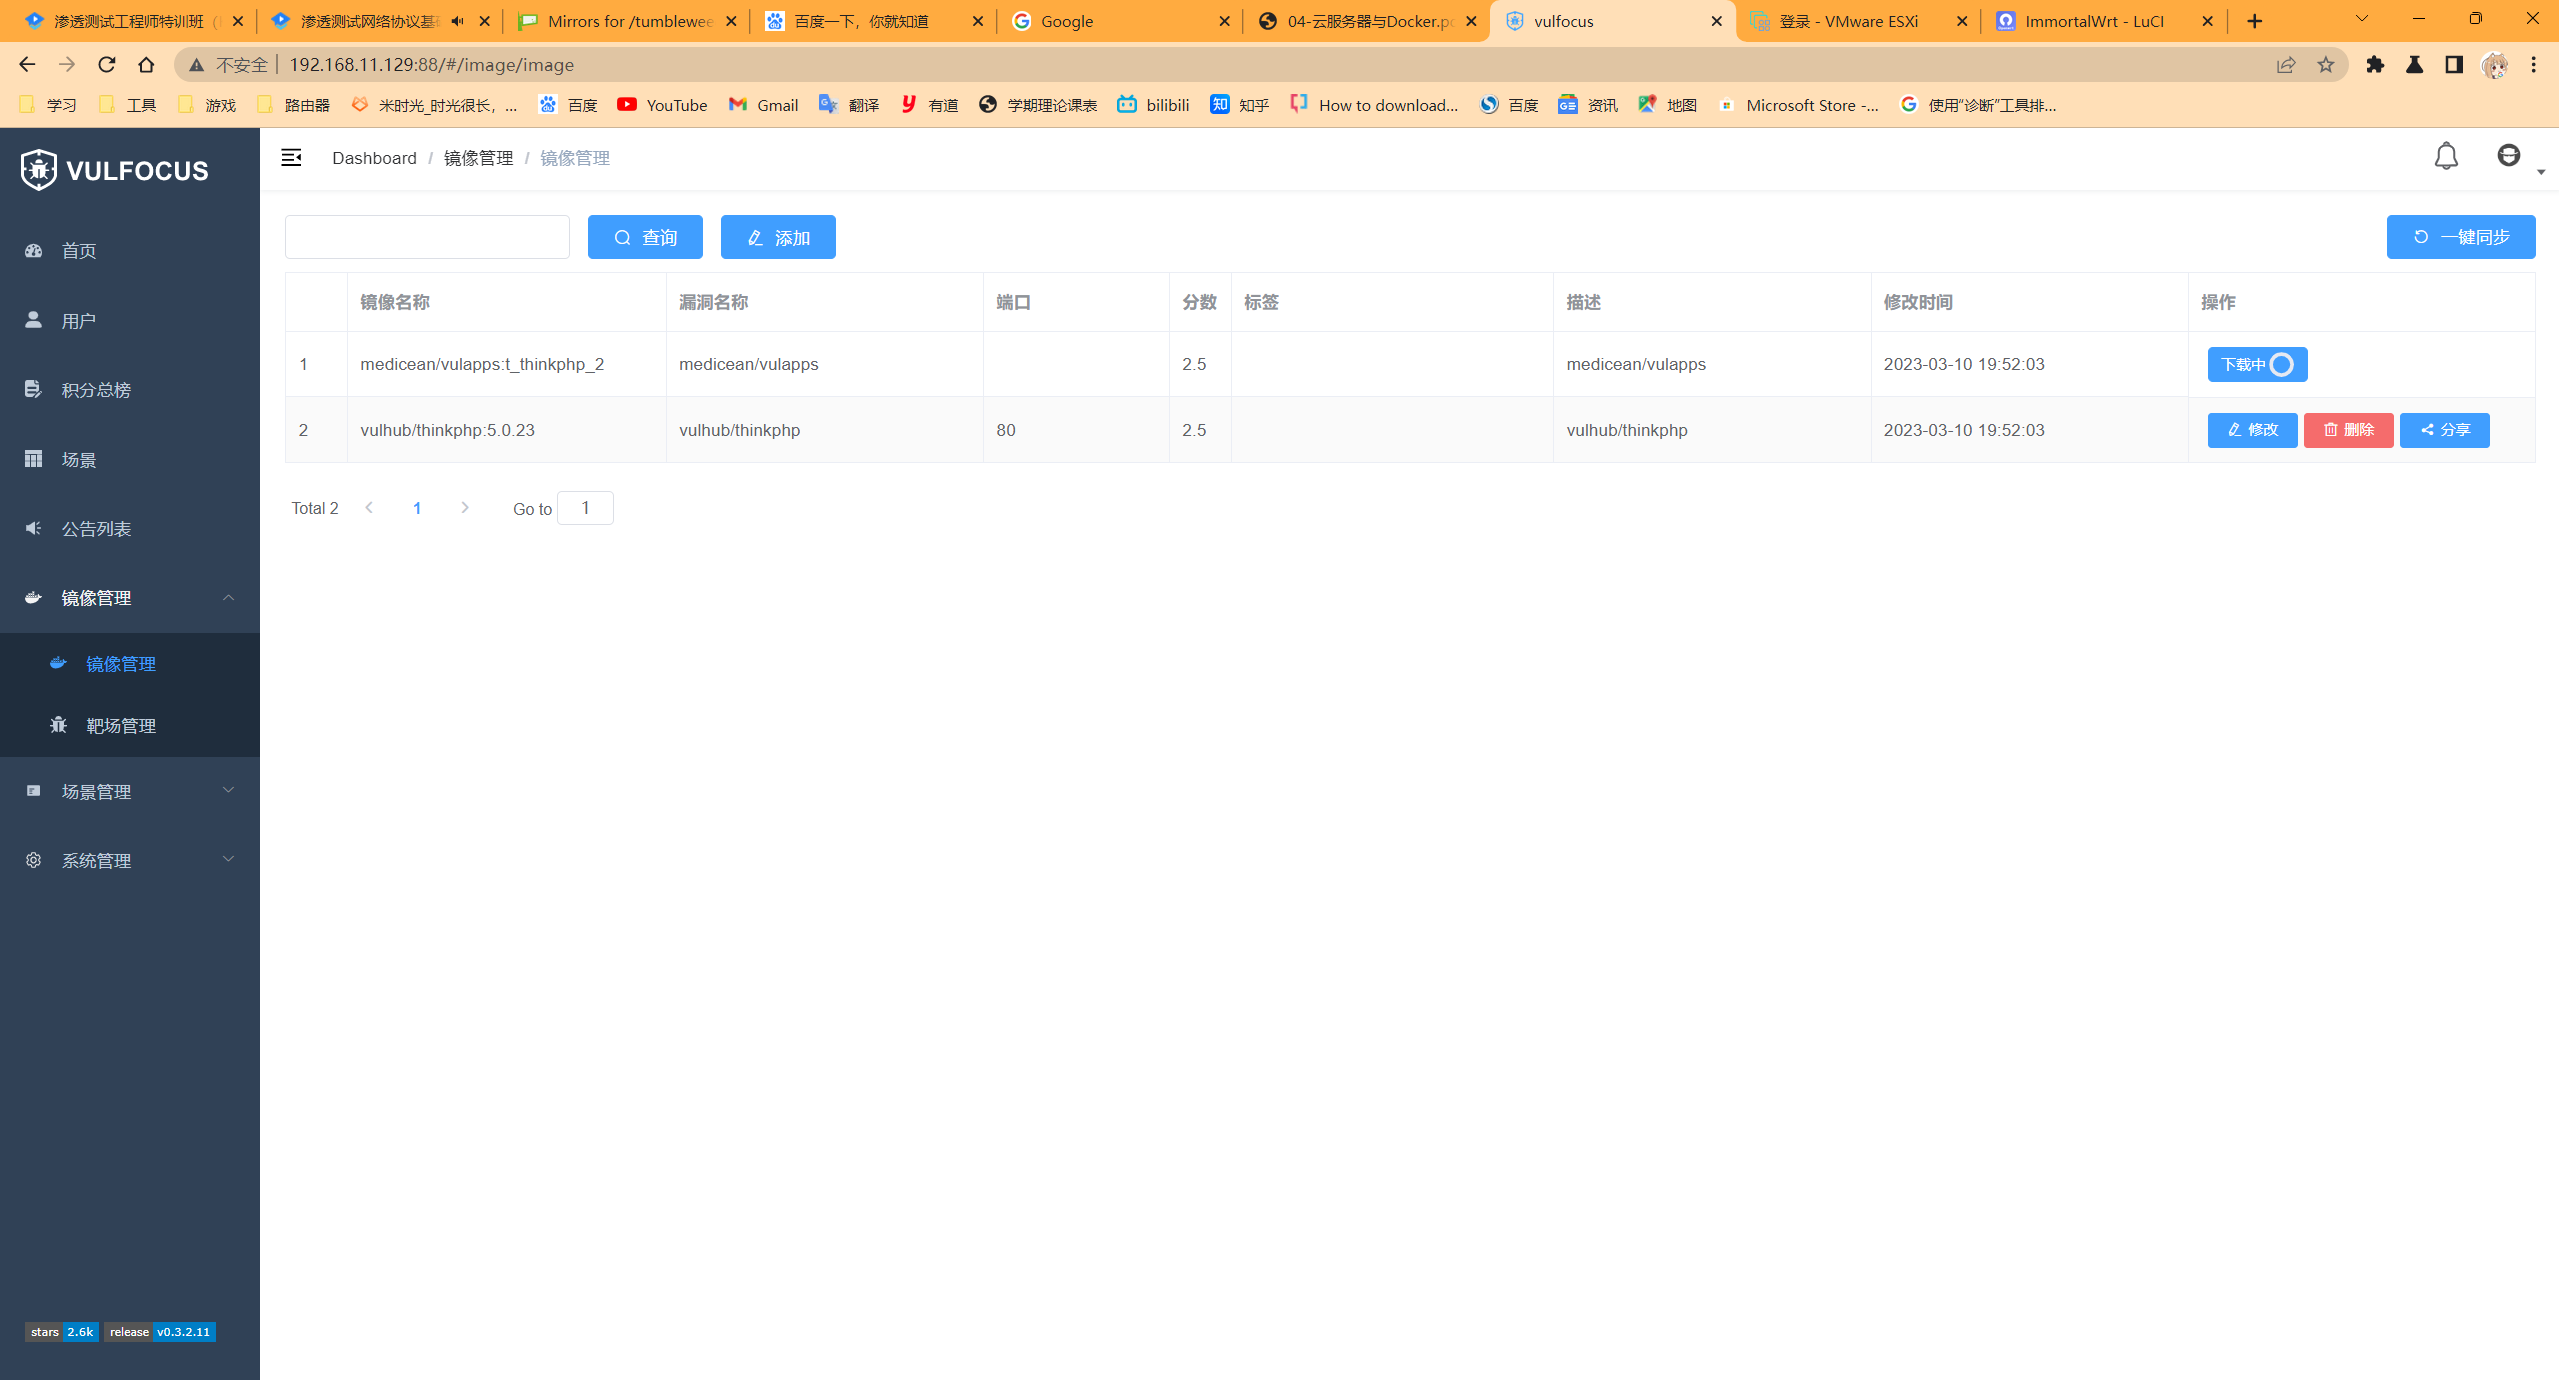 渗透测试工程师特训班
渗透测试网络协议基
Mirrors for /tumblewee
百度一下，你就知道
Google
04-云服务器与Docker.pc
vulfocus
登录 - VMware ESXi
ImmortalWrt - LuCI
不安全 192.168.11.129:88/#/image/image
学习 工具 游戏 路由器 米时光_时光很长，... 百度 YouTube Gmail 翻译 有道 学期理论课表 bilibili 知乎 How to download... 百度 资讯 地图 Microsoft Store -... 使用“诊断”工具排...
VULFOCUS
Dashboard / 镜像管理 / 镜像管理
首页
用户
积分总榜
场景
公告列表
镜像管理
镜像管理
靶场管理
场景管理
系统管理
stars 2.6k release v0.3.2.11
查询 添加 一键同步
镜像名称 漏洞名称 端口 分数 标签 描述 修改时间 操作
1 medicean/vulapps:t_thinkphp_2 medicean/vulapps 2.5 medicean/vulapps 2023-03-10 19:52:03 下载中
2 vulhub/thinkphp:5.0.23 vulhub/thinkphp 80 2.5 vulhub/thinkphp 2023-03-10 19:52:03 修改 删除 分享
Total 2 1 Go to 1